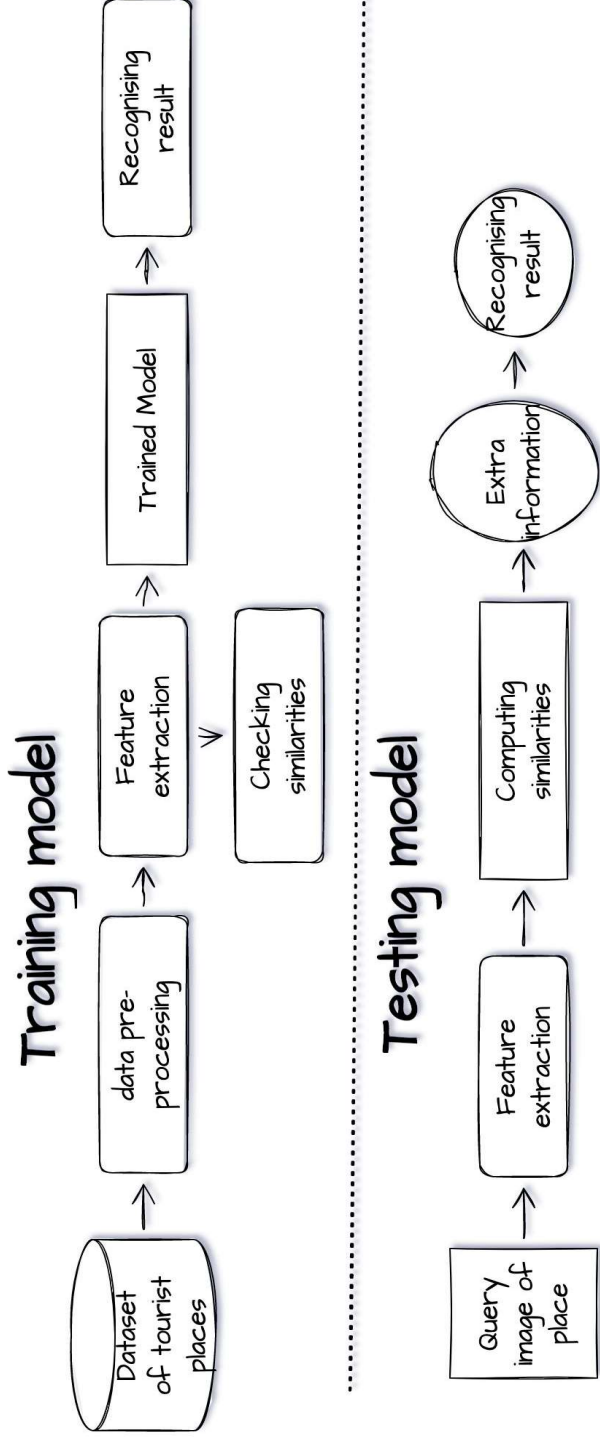 Training model
Dataset
of tourist
places
data pre-
processing
Feature
extraction
Checking
similarities
Trained Model
Recognising
result
Testing model
Query
image of
place
Feature
extraction
Computing
similarities
Extra
information
Recognising
result